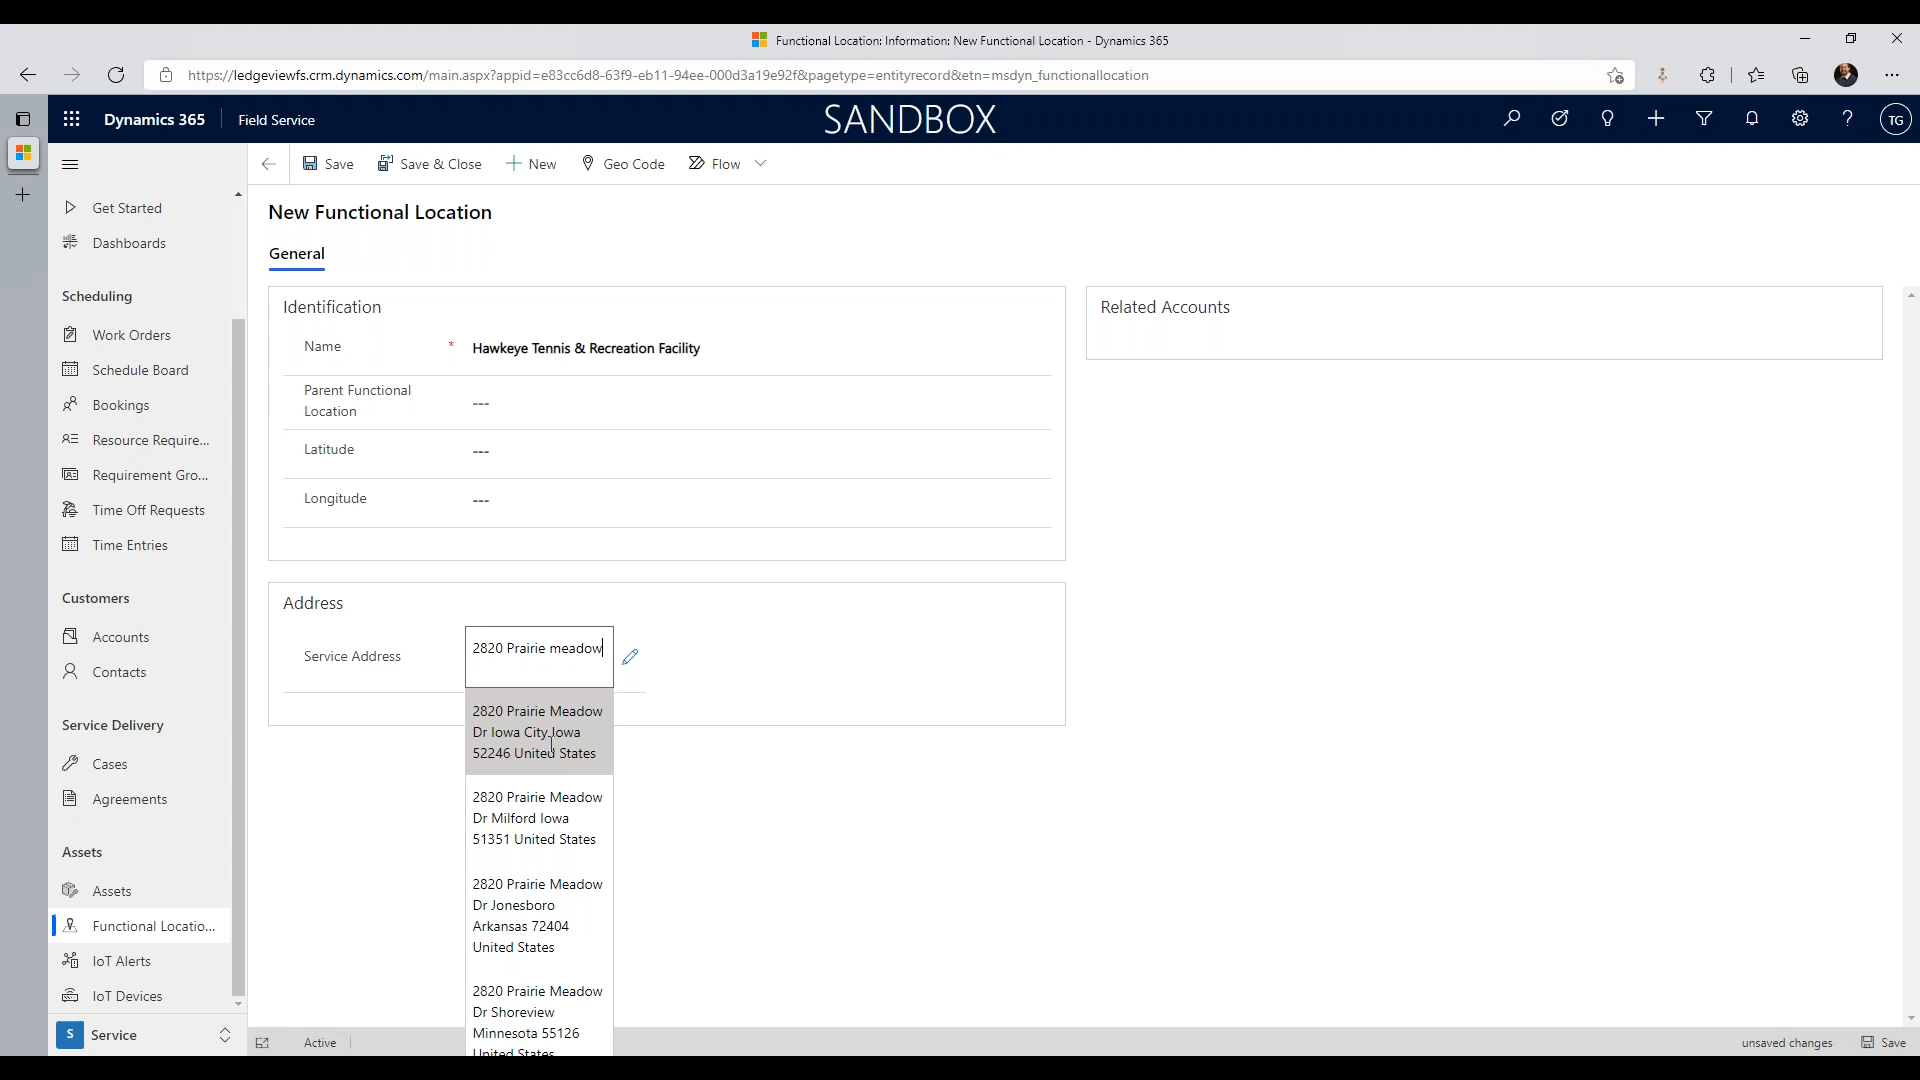 Functional Location: Information: New Functional Location - Dynamics 365
https://ledgeviewfs.crm.dynamics.com/main.aspx?appid=e83cc6d8-63f9-eb11-94ee-000d3a19e92f&pagetype=entityrecord&etn=msdyn_functionallocation
Dynamics 365
Field Service
SANDBOX
TG
Save
Save & Close
New
Geo Code
Flow
Get Started
Dashboards
Scheduling
Work Orders
Schedule Board
Bookings
Resource Require...
Requirement Gro...
Time Off Requests
Time Entries
Customers
Accounts
Contacts
Service Delivery
Cases
Agreements
Assets
Assets
Functional Locatio...
IoT Alerts
IoT Devices
S
Service
New Functional Location
General
Identification
Name
*
Hawkeye Tennis & Recreation Facility
Parent Functional
Location
---
Latitude
---
Longitude
---
Related Accounts
Address
Service Address
2820 Prairie meadow
2820 Prairie Meadow
Dr Iowa City Iowa
52246 United States
2820 Prairie Meadow
Dr Milford Iowa
51351 United States
2820 Prairie Meadow
Dr Jonesboro
Arkansas 72404
United States
2820 Prairie Meadow
Dr Shoreview
Minnesota 55126
United States
Active
unsaved changes
Save